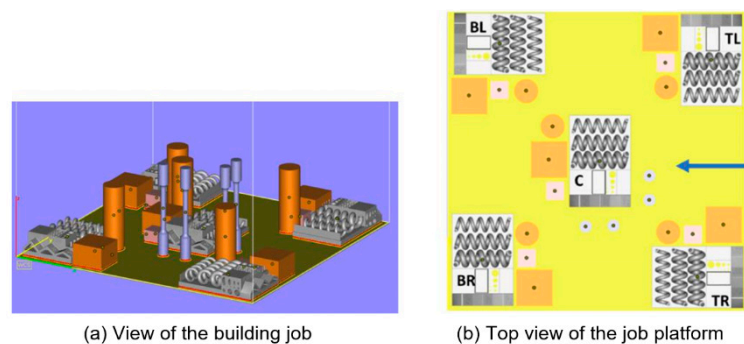 BL
TL
C
BR
TR
(a) View of the building job
(b) Top view of the job platform